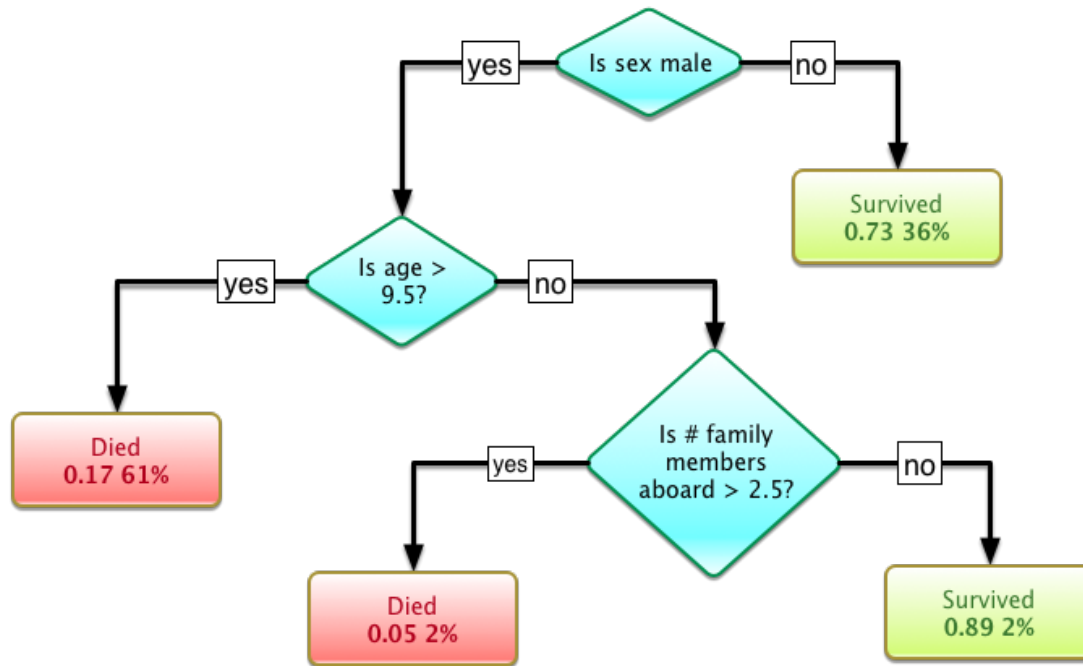 Is sex male
yes
no
Survived
0.73 36%
Is age >
9.5?
yes
no
Died
0.17 61%
Is # family
members
aboard > 2.5?
yes
no
Died
0.05 2%
Survived
0.89 2%